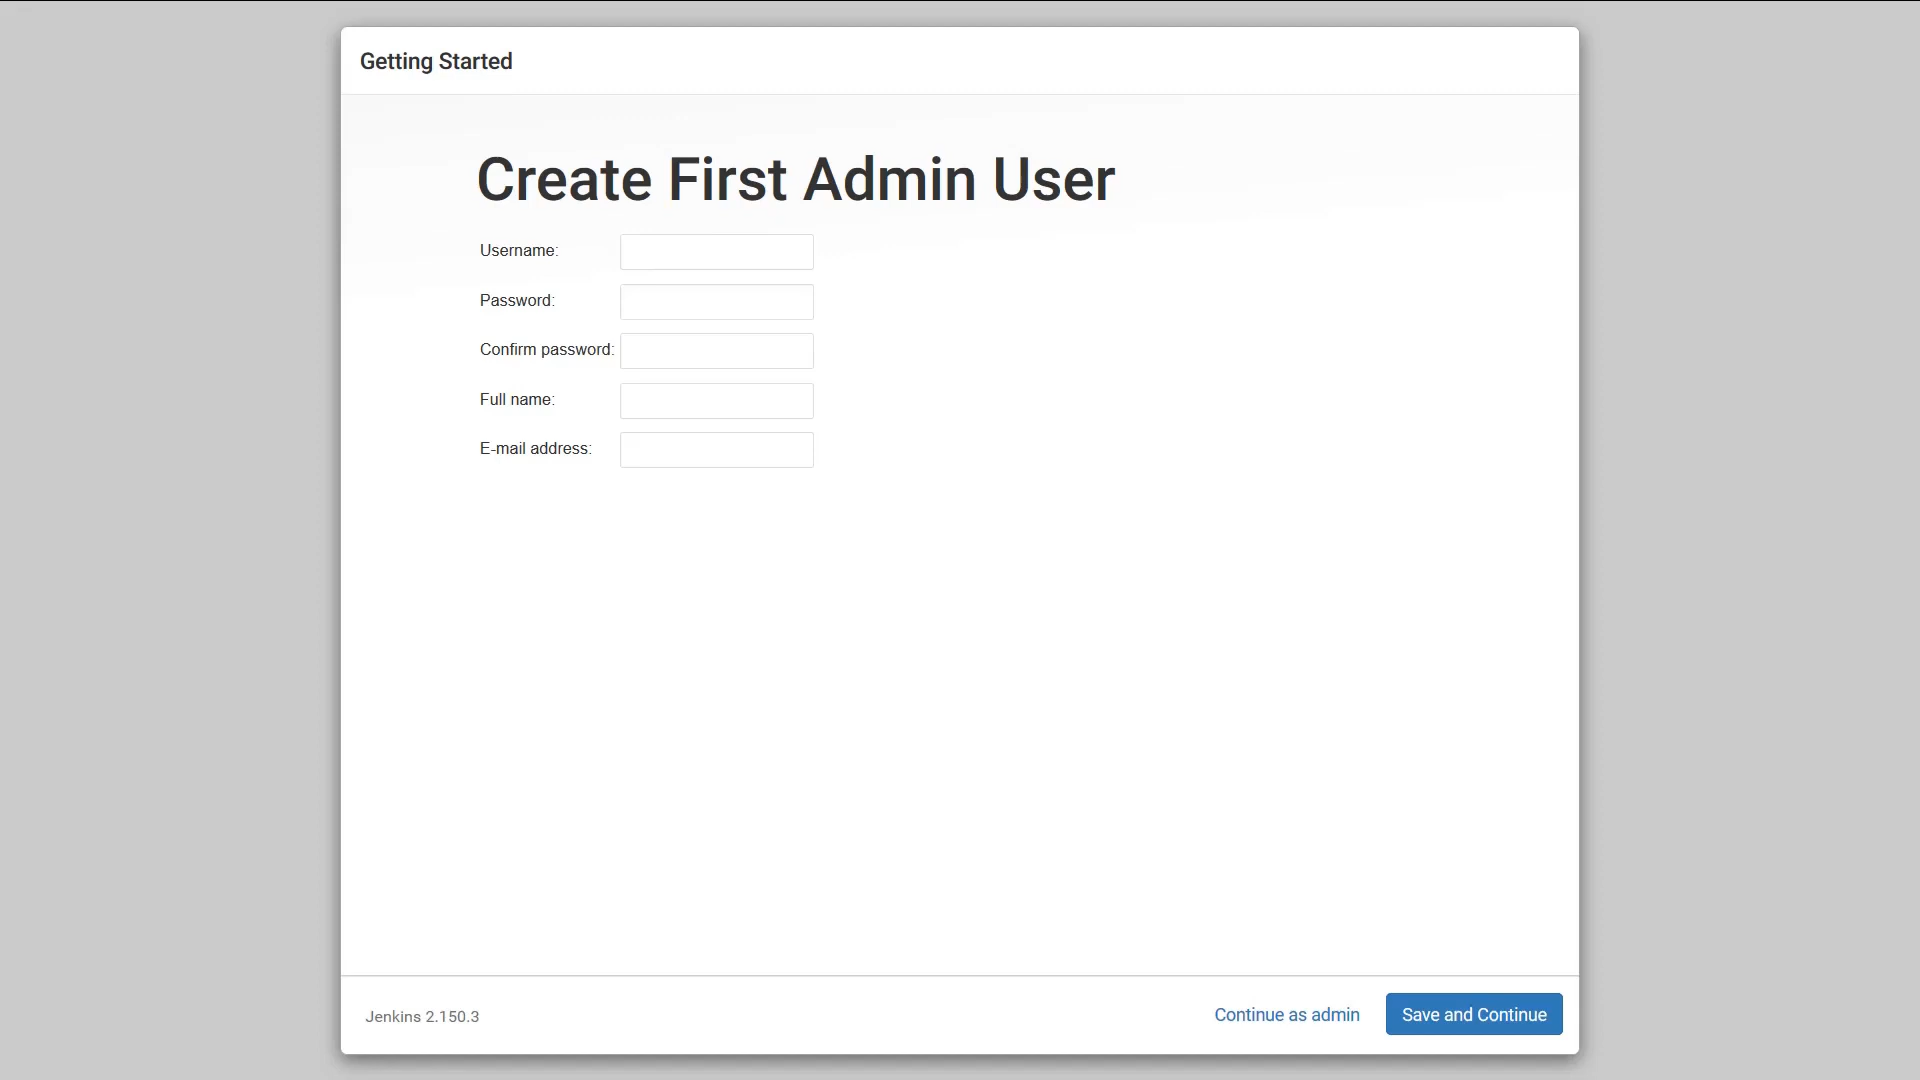 Getting Started
Create First Admin User
Username:
Password:
Confirm password:
Full name:
E-mail address:
Jenkins 2.150.3
Continue as admin
Save and Continue